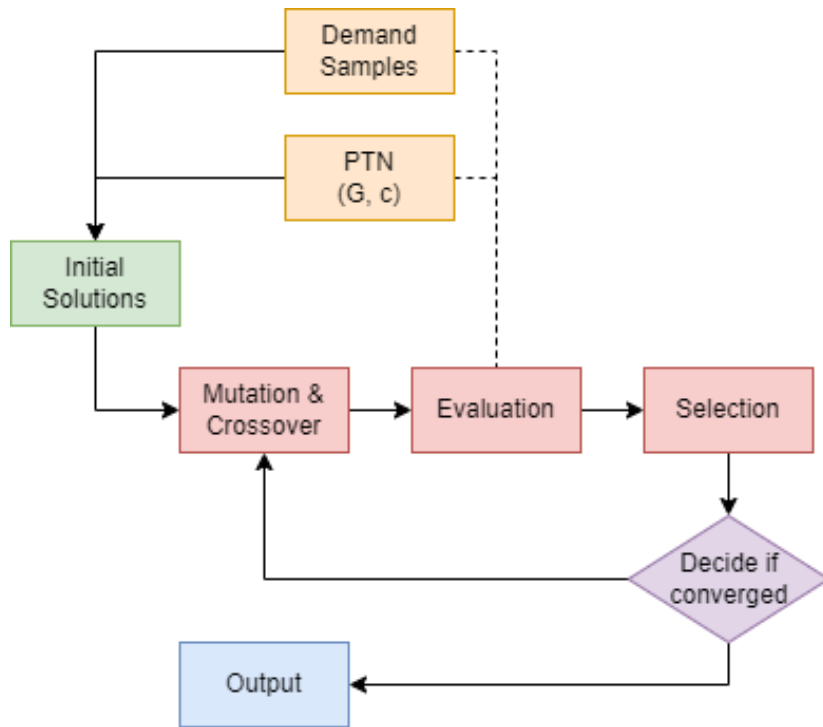 Demand
Samples
PTN
(G, c)
Initial
Solutions
Mutation &
Crossover
Evaluation
Selection
Decide if
converged
Output